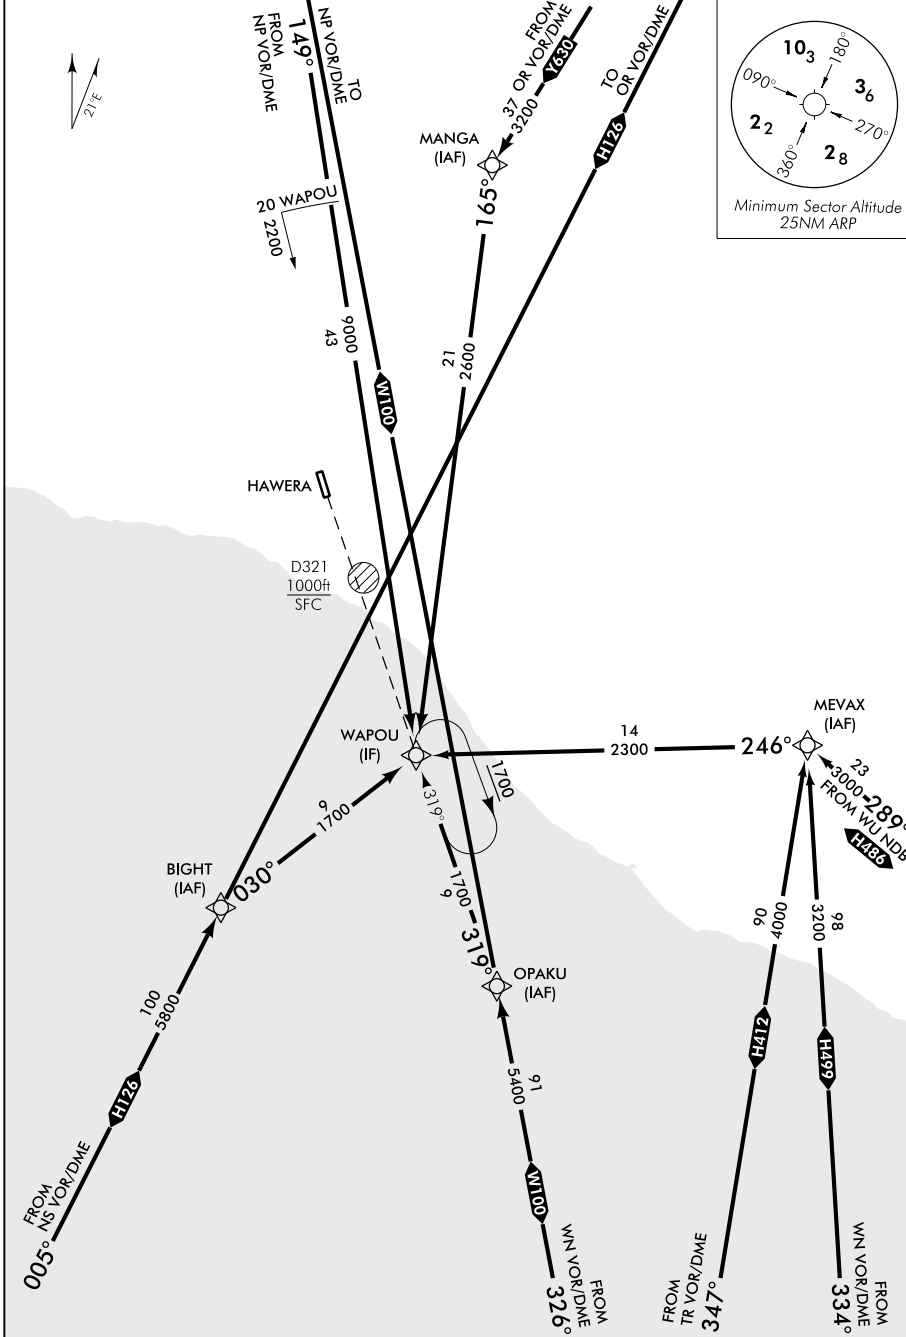 FROM
NP VOR/DME
149°
TO
NP VOR/DME
FROM
OR VOR/DME
Y630
37
3200
TO
OR VOR/DME
H126
21°E
10₃
180°
090°
3₆
2₂
270°
360°
2₈
Minimum Sector Altitude
25NM ARP
MANGA
(IAF)
165°
20 WAPOU
2200
9000
43
21
2600
W100
HAWERA
D321
1000ft
SFC
WAPOU
(IF)
14
2300
246°
MEVAX
(IAF)
23
3000
289°
FROM WU NDB
H486
1700
319°
9
1700
BIGHT
(IAF)
030°
1700
9
319°
OPAKU
(IAF)
90
4000
98
3200
100
5800
H126
91
5400
H412
H499
FROM
NS VOR/DME
005°
W100
FROM
WN VOR/DME
326°
FROM
TR VOR/DME
347°
FROM
WN VOR/DME
334°